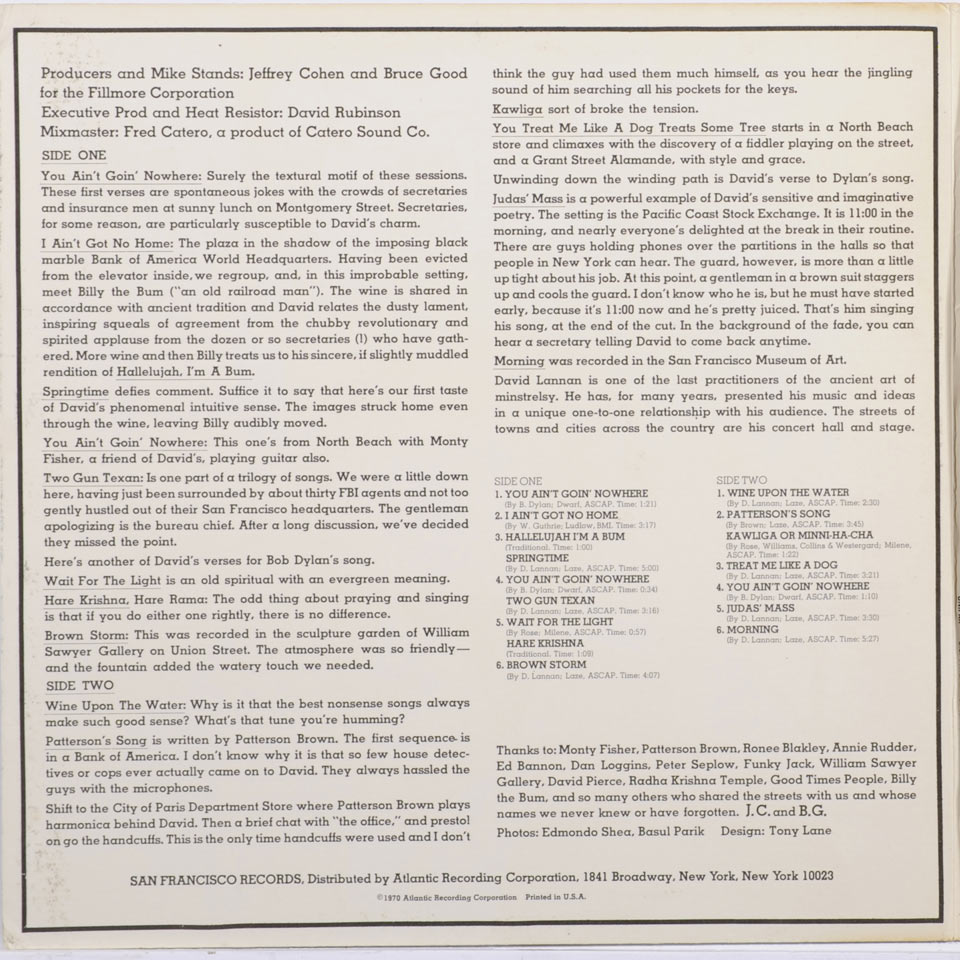 Producers and Mike Stands: Jeffrey Cohen and Bruce Good
for the Fillmore Corporation
Executive Prod and Heat Resistor: David Rubinson
Mixmaster: Fred Catero, a product of Catero Sound Co.
SIDE ONE
You Ain't Goin' Nowhere: Surely the textural motif of these sessions.
These first verses are spontaneous jokes with the crowds of secretaries
and insurance men at sunny lunch on Montgomery Street. Secretaries,
for some reason, are particularly susceptible to David's charm.
I Ain't Got No Home: The plaza in the shadow of the imposing black
marble Bank of America World Headquarters. Having been evicted
from the elevator inside, we regroup, and, in this improbable setting,
meet Billy the Bum ("an old railroad man"). The wine is shared in
accordance with ancient tradition and David relates the dusty lament,
inspiring squeals of agreement from the chubby revolutionary and
spirited applause from the dozen or so secretaries (!) who have gath-
ered. More wine and then Billy treats us to his sincere, if slightly muddled
rendition of Hallelujah, I'm A Bum.
Springtime defies comment. Suffice it to say that here's our first taste
of David's phenomenal intuitive sense. The images struck home even
through the wine, leaving Billy audibly moved.
You Ain't Goin' Nowhere: This one's from North Beach with Monty
Fisher, a friend of David's, playing guitar also.
Two Gun Texan: Is one part of a trilogy of songs. We were a little down
here, having just been surrounded by about thirty FBI agents and not too
gently hustled out of their San Francisco headquarters. The gentleman
apologizing is the bureau chief. After a long discussion, we've decided
they missed the point.
Here's another of David's verses for Bob Dylan's song.
Wait For The Light is an old spiritual with an evergreen meaning.
Hare Krishna, Hare Rama: The odd thing about praying and singing
is that if you do either one rightly, there is no difference.
Brown Storm: This was recorded in the sculpture garden of William
Sawyer Gallery on Union Street. The atmosphere was so friendly—
and the fountain added the watery touch we needed.
SIDE TWO
Wine Upon The Water: Why is it that the best nonsense songs always
make such good sense? What's that tune you're humming?
Patterson's Song is written by Patterson Brown. The first sequence is
in a Bank of America. I don't know why it is that so few house detec-
tives or cops ever actually came on to David. They always hassled the
guys with the microphones.
Shift to the City of Paris Department Store where Patterson Brown plays
harmonica behind David. Then a brief chat with "the office," and presto!
on go the handcuffs. This is the only time handcuffs were used and I don't
think the guy had used them much himself, as you hear the jingling
sound of him searching all his pockets for the keys.
Kawliga sort of broke the tension.
You Treat Me Like A Dog Treats Some Tree starts in a North Beach
store and climaxes with the discovery of a fiddler playing on the street,
and a Grant Street Alamande, with style and grace.
Unwinding down the winding path is David's verse to Dylan's song.
Judas' Mass is a powerful example of David's sensitive and imaginative
poetry. The setting is the Pacific Coast Stock Exchange. It is 11:00 in the
morning, and nearly everyone's delighted at the break in their routine.
There are guys holding phones over the partitions in the halls so that
people in New York can hear. The guard, however, is more than a little
up tight about his job. At this point, a gentleman in a brown suit staggers
up and cools the guard. I don't know who he is, but he must have started
early, because it's 11:00 now and he's pretty juiced. That's him singing
his song, at the end of the cut. In the background of the fade, you can
hear a secretary telling David to come back anytime.
Morning was recorded in the San Francisco Museum of Art.
David Lannan is one of the last practitioners of the ancient art of
minstrelsy. He has, for many years, presented his music and ideas
in a unique one-to-one relationship with his audience. The streets of
towns and cities across the country are his concert hall and stage.
SIDE ONE
1. YOU AIN'T GOIN' NOWHERE
(By B. Dylan; Dwarf, ASCAP. Time: 1:21)
2. I AIN'T GOT NO HOME
(By W. Guthrie; Ludlow, BMI. Time: 3:17)
3. HALLELUJAH I'M A BUM
(Traditional. Time: 1:00)
SPRINGTIME
(By D. Lannan; Laze, ASCAP. Time: 5:00)
4. YOU AIN'T GOIN' NOWHERE
(By B. Dylan; Dwarf, ASCAP. Time: 0:34)
TWO GUN TEXAN
(By D. Lannan; Laze, ASCAP. Time: 3:16)
5. WAIT FOR THE LIGHT
(By Rose; Milene, ASCAP. Time: 0:57)
HARE KRISHNA
(Traditional. Time: 1:09)
6. BROWN STORM
(By D. Lannan; Laze, ASCAP. Time: 4:07)
SIDE TWO
1. WINE UPON THE WATER
(By D. Lannan; Laze, ASCAP. Time: 2:30)
2. PATTERSON'S SONG
(By Brown; Laze, ASCAP. Time: 3:45)
KAWLIGA OR MINNI-HA-CHA
(By Rose, Williams, Collins & Westergard; Milene,
ASCAP. Time: 1:22)
3. TREAT ME LIKE A DOG
(By D. Lannan; Laze, ASCAP. Time: 3:21)
4. YOU AIN'T GOIN' NOWHERE
(By B. Dylan; Dwarf, ASCAP. Time: 1:10)
5. JUDAS' MASS
(By D. Lannan; Laze, ASCAP. Time: 3:30)
6. MORNING
(By D. Lannan; Laze, ASCAP. Time: 5:27)
Thanks to: Monty Fisher, Patterson Brown, Ronee Blakley, Annie Rudder,
Ed Bannon, Dan Loggins, Peter Seplow, Funky Jack, William Sawyer
Gallery, David Pierce, Radha Krishna Temple, Good Times People, Billy
the Bum, and so many others who shared the streets with us and whose
names we never knew or have forgotten. J.C. and B.G.
Photos: Edmondo Shea, Basul Parik Design: Tony Lane
SAN FRANCISCO RECORDS, Distributed by Atlantic Recording Corporation, 1841 Broadway, New York, New York 10023
©1970 Atlantic Recording Corporation Printed in U.S.A.